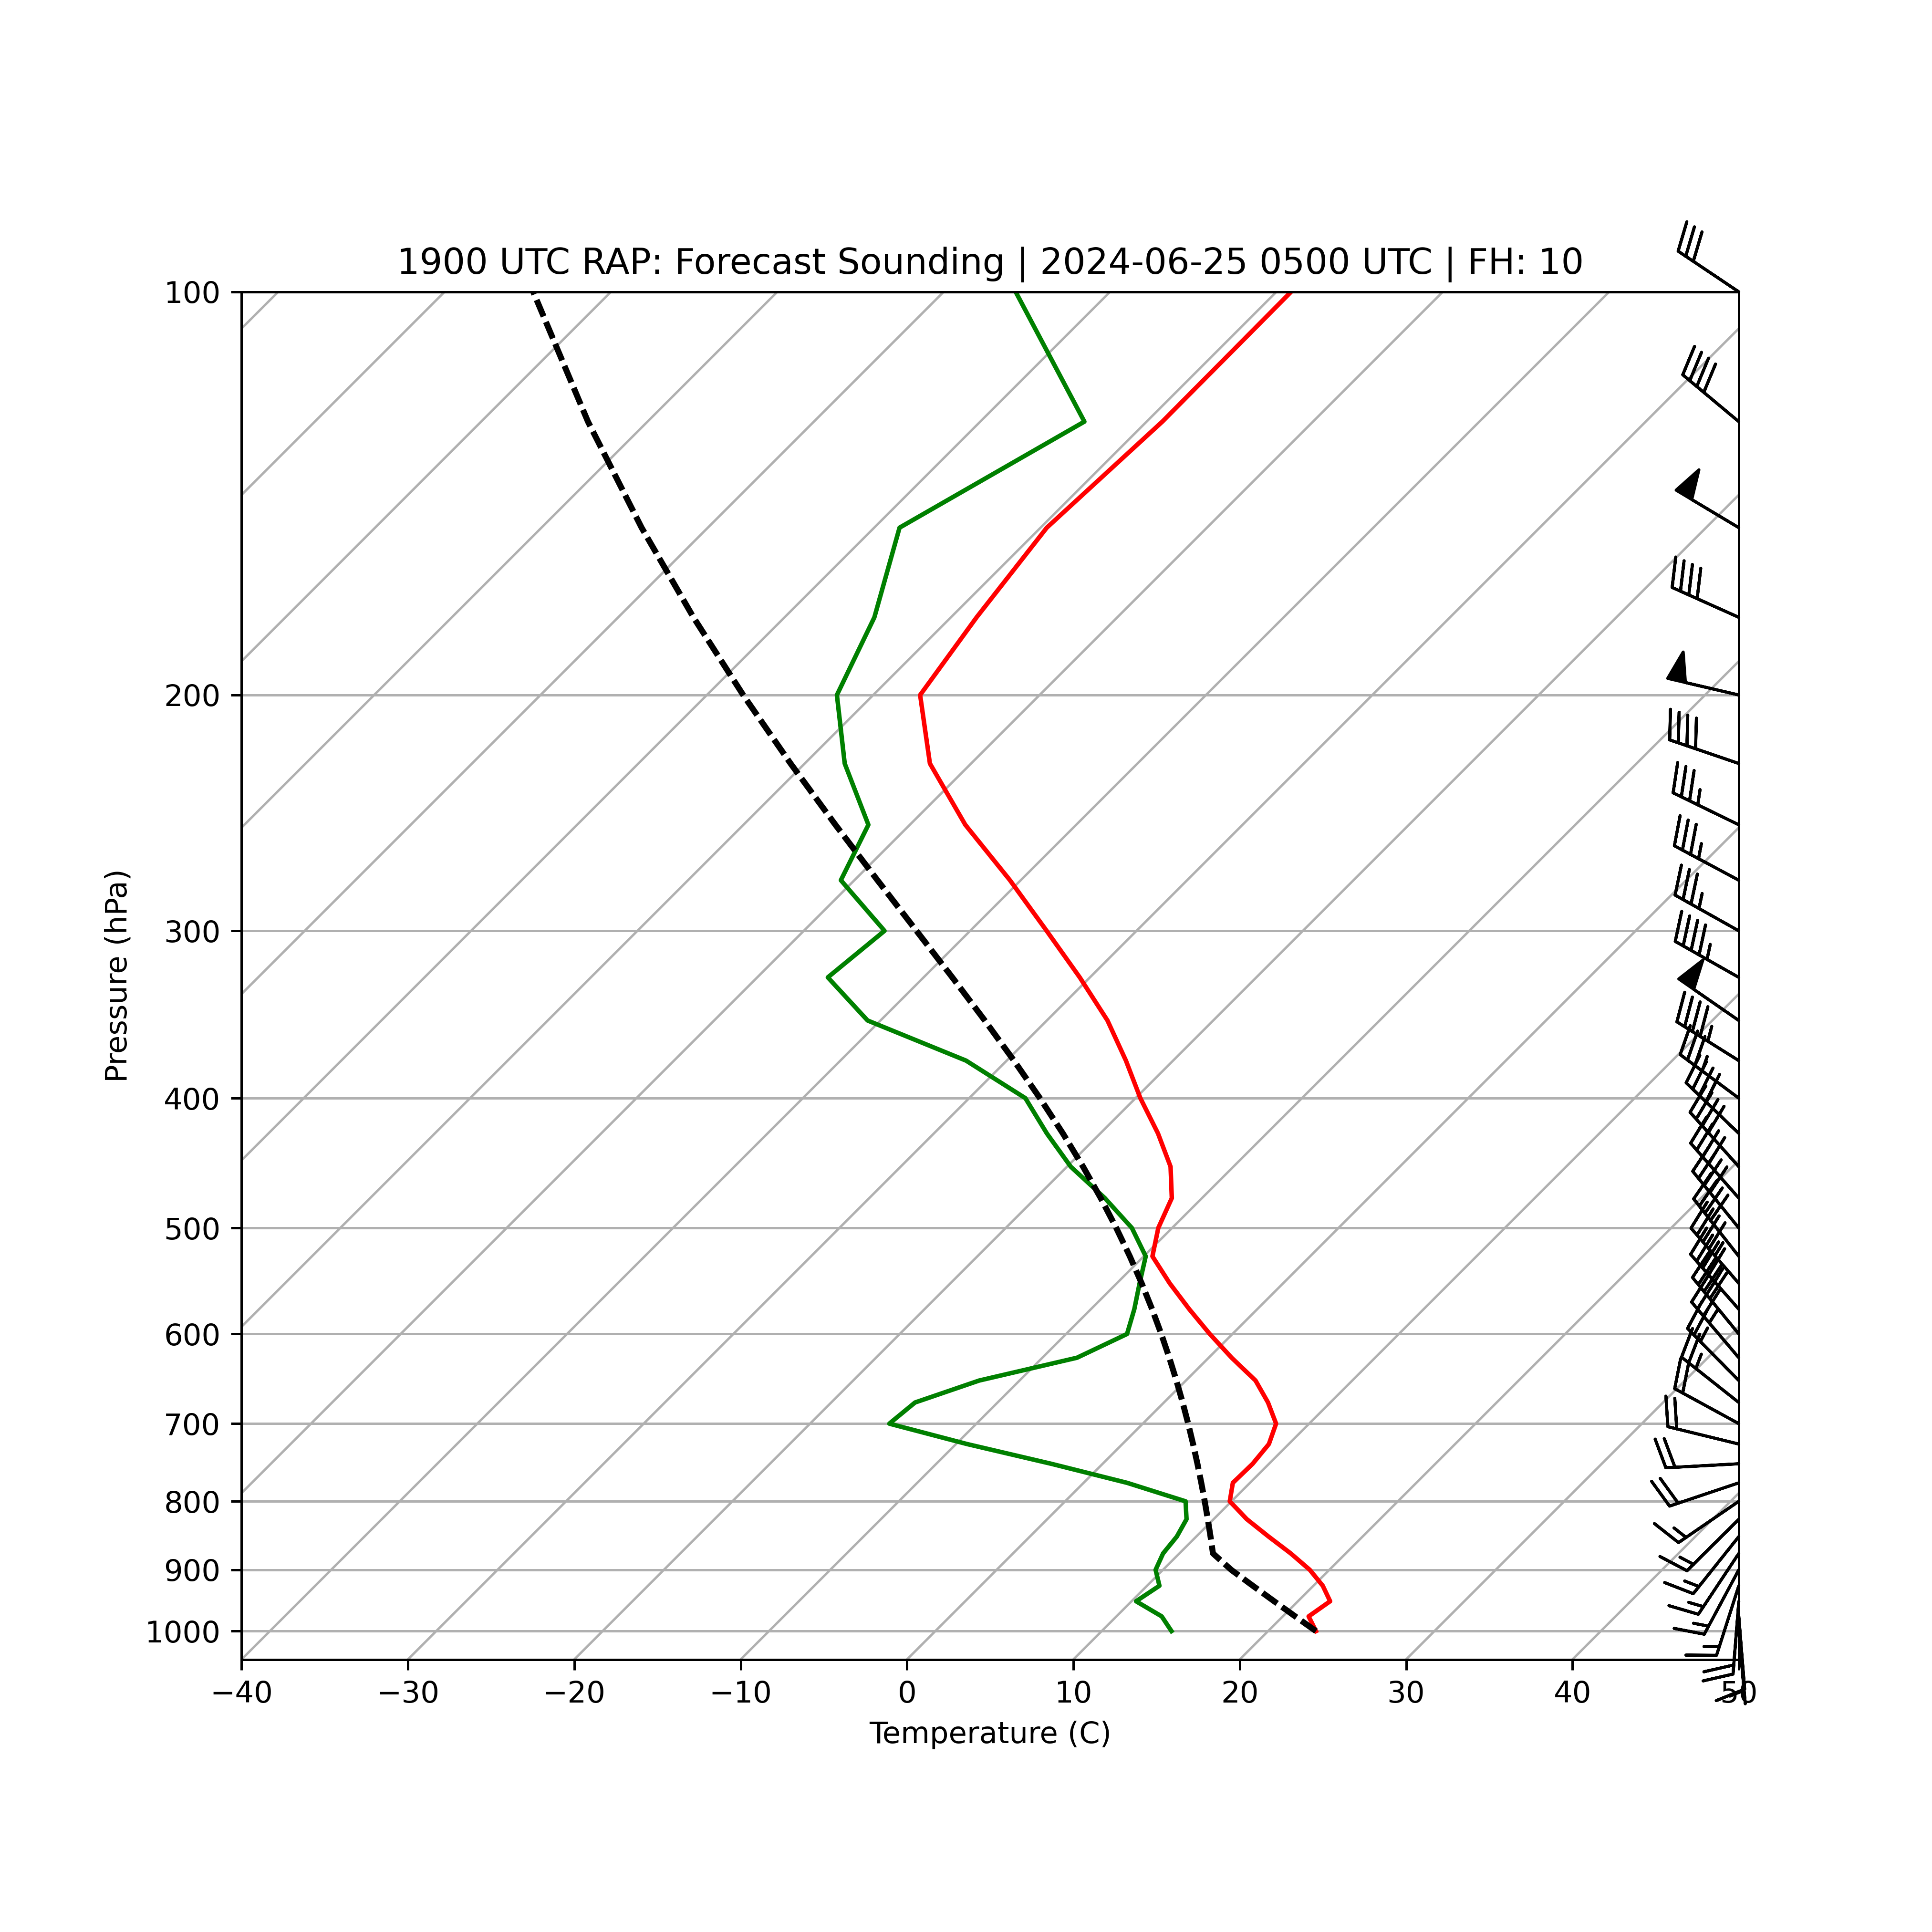 1900 UTC RAP: Forecast Sounding | 2024-06-25 0500 UTC | FH: 10
100
200
300
400
500
600
700
800
900
1000
Pressure (hPa)
−40 −30 −20 −10 0 10 20 30 40 50
Temperature (C)